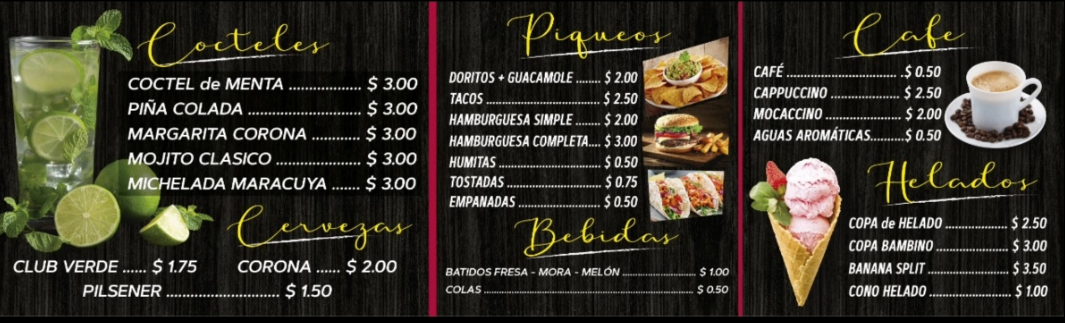 Cocteles
COCTEL de MENTA ................... $ 3.00
PIÑA COLADA ............................... $ 3.00
MARGARITA CORONA ............. $ 3.00
MOJITO CLASICO ....................... $ 3.00
MICHELADA MARACUYA ....... $ 3.00
Cervezas
CLUB VERDE ...... $ 1.75 CORONA ...... $ 2.00
PILSENER ............................. $ 1.50
Piqueos
DORITOS + GUACAMOLE ....... $ 2.00
TACOS ................................... $ 2.50
HAMBURGUESA SIMPLE ....... $ 2.00
HAMBURGUESA COMPLETA.... $ 3.00
HUMITAS ................................ $ 0.50
TOSTADAS ............................. $ 0.75
EMPANADAS .......................... $ 0.50
Bebidas
BATIDOS FRESA - MORA - MELÓN ........................ $ 1.00
COLAS ............................................................... $ 0.50
Cafe
CAFÉ ................................. .$ 0.50
CAPPUCCINO ...................... $ 2.50
MOCACCINO ....................... $ 2.00
AGUAS AROMÁTICAS........ $ 0.50
Helados
COPA de HELADO .................... $ 2.50
COPA BAMBINO ...................... $ 3.00
BANANA SPLIT ........................ $ 3.50
CONO HELADO ........................ $ 1.00